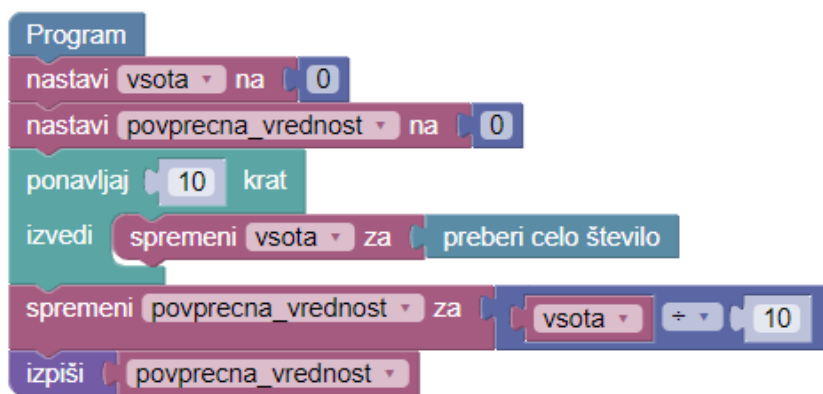 Program
nastavi vsota na 0
nastavi povprecna_vrednost na 0
ponavljaj 10 krat
izvedi spremeni vsota za preberi celo število
spremeni povprecna_vrednost za vsota ÷ 10
izpiši povprecna_vrednost